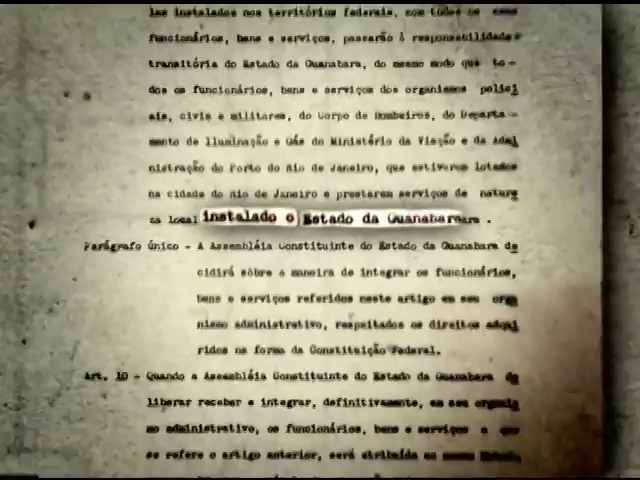 les instalados nos territórios federais, com todos os seus
funcionários, bens e serviços, passarão à responsabilidade
transitória do Estado da Guanabara, do mesmo modo que to-
dos os funcionários, bens e serviços dos organismos polici
ais, civis e militares, do Corpo de Bombeiros, do Departa-
mento de Iluminação e Gás do Ministério da Viação e da Admi
nistração do Porto do Rio de Janeiro, que estiverem lotados
na cidade do Rio de Janeiro e prestarem serviços de nature
za local instalado o Estado da Guanabara .
Parágrafo único - A Assembléia Constituinte do Estado da Guanabara de
cidirá sôbre a maneira de integrar os funcionários,
bens e serviços referidos neste artigo em seu orga
nismo administrativo, respeitados os direitos adqui
ridos na forma da Constituição Federal.
Art. 10 - Quando a Assembléia Constituinte do Estado da Guanabara de
liberar receber e integrar, definitivamente, em seu organis
mo administrativo, os funcionários, bens e serviços a que
se refere o artigo anterior, será atribuída ao mesmo Estado,